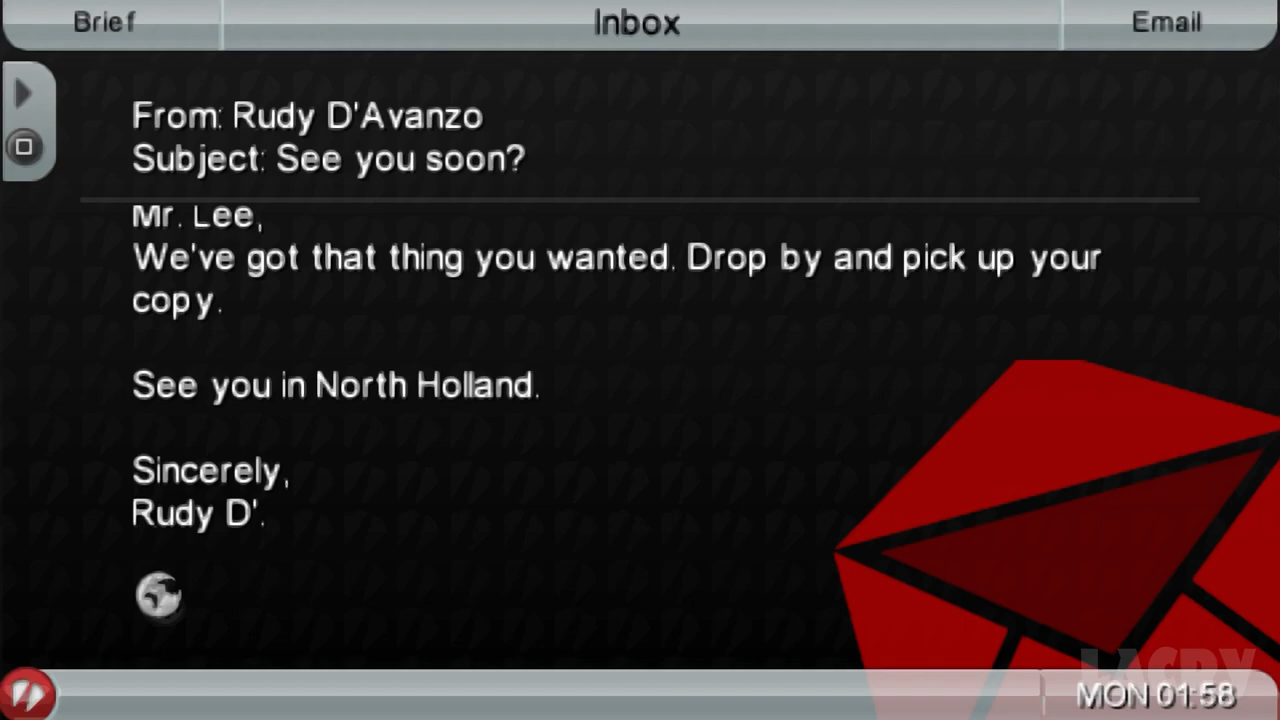 Brief
Inbox
Email
From: Rudy D'Avanzo
Subject: See you soon?
Mr. Lee,
We've got that thing you wanted. Drop by and pick up your
copy.
See you in North Holland.
Sincerely,
Rudy D'.
MON 01:58